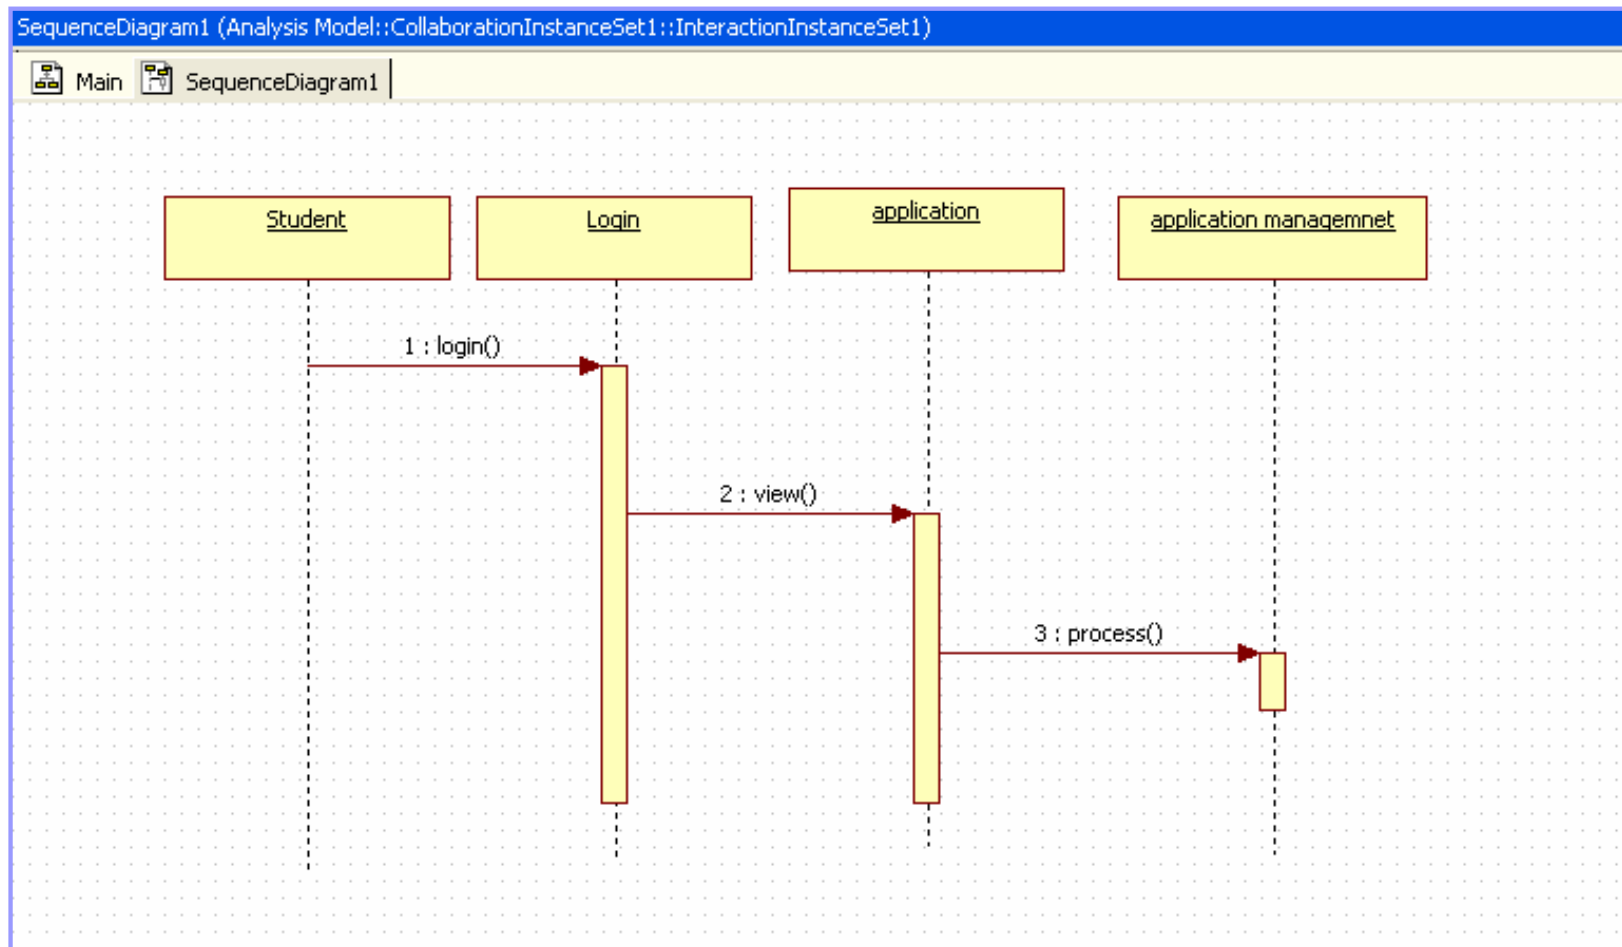 SequenceDiagram1 (Analysis Model::CollaborationInstanceSet1::InteractionInstanceSet1)
Main SequenceDiagram1
Student Login application application managemnet
1 : login()
2 : view()
3 : process()